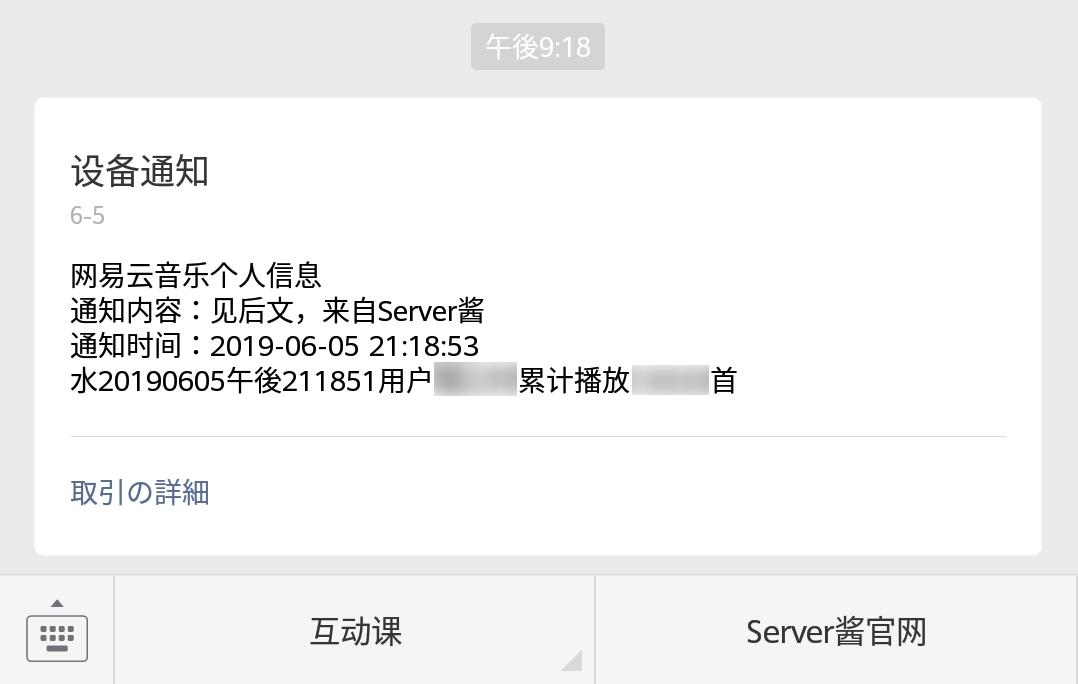 午後9:18
设备通知
6-5
网易云音乐个人信息
通知内容：见后文，来自Server酱
通知时间：2019-06-05 21:18:53
水20190605午後211851用户累计播放首
取引の詳細
互动课
Server酱官网